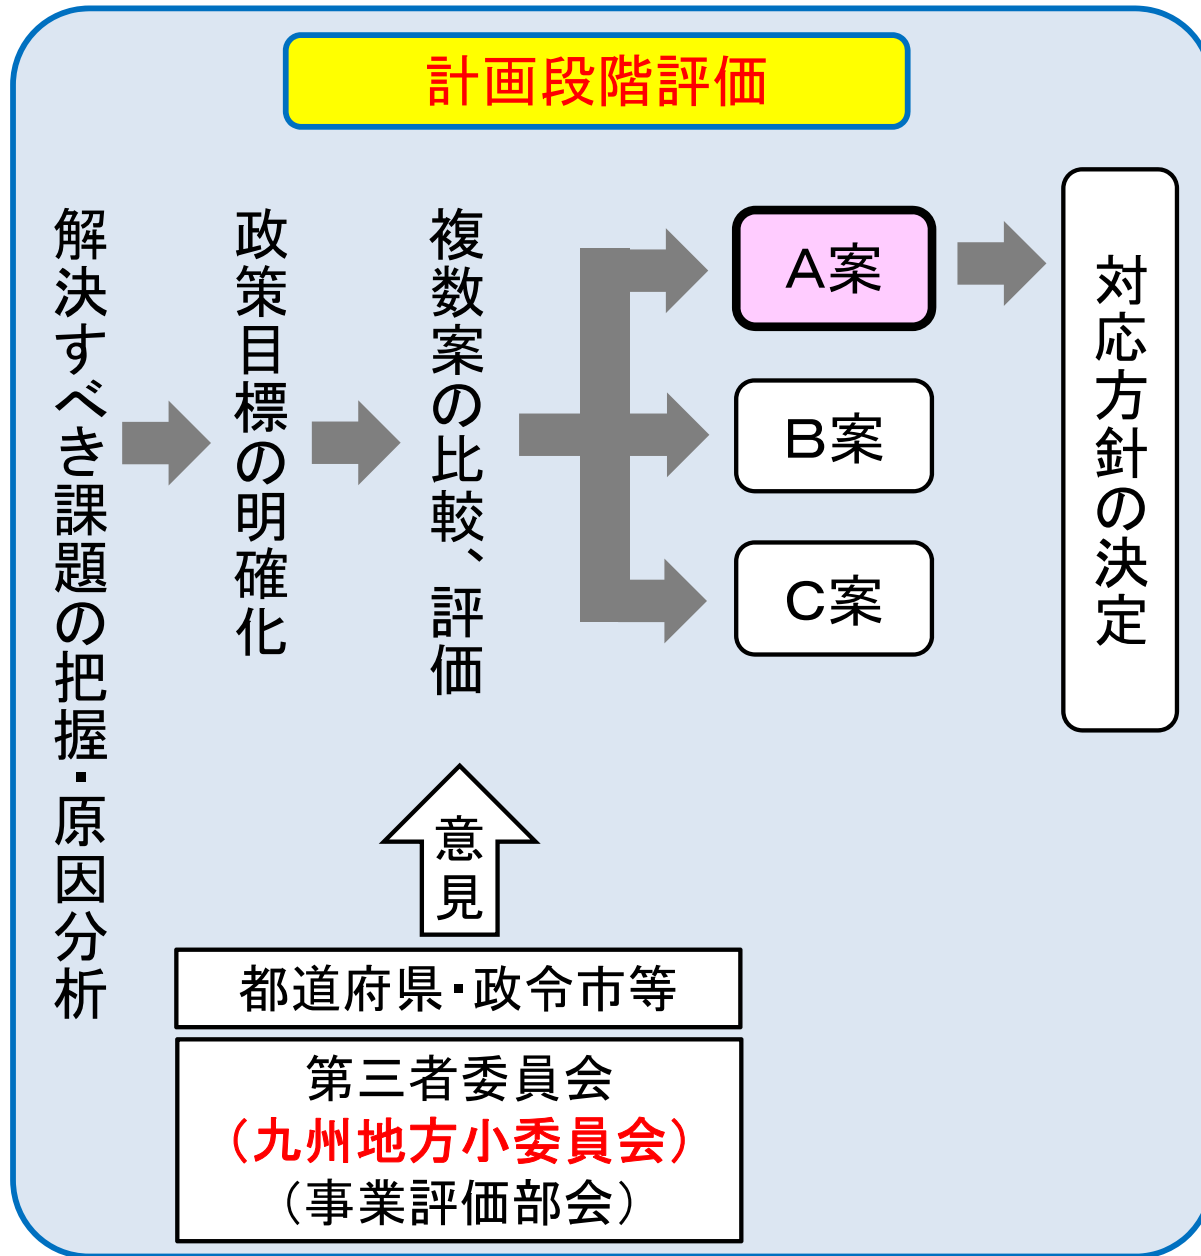 計画段階評価
解決すべき課題の把握・原因分析
政策目標の明確化
複数案の比較、評価
A案
B案
C案
対応方針の決定
意見
都道府県・政令市等
第三者委員会
（九州地方小委員会）
（事業評価部会）